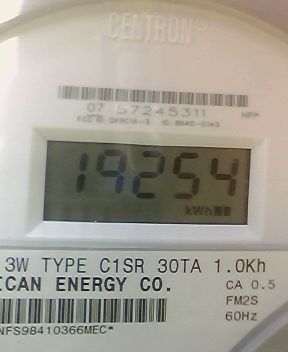 CENTRON®
07 57245311 HPP
19254
kWh
3W TYPE C1SR 30TA 1.0Kh
ICAN ENERGY CO. CA 0.5
FM2S
NFS98410366MEC* 60Hz